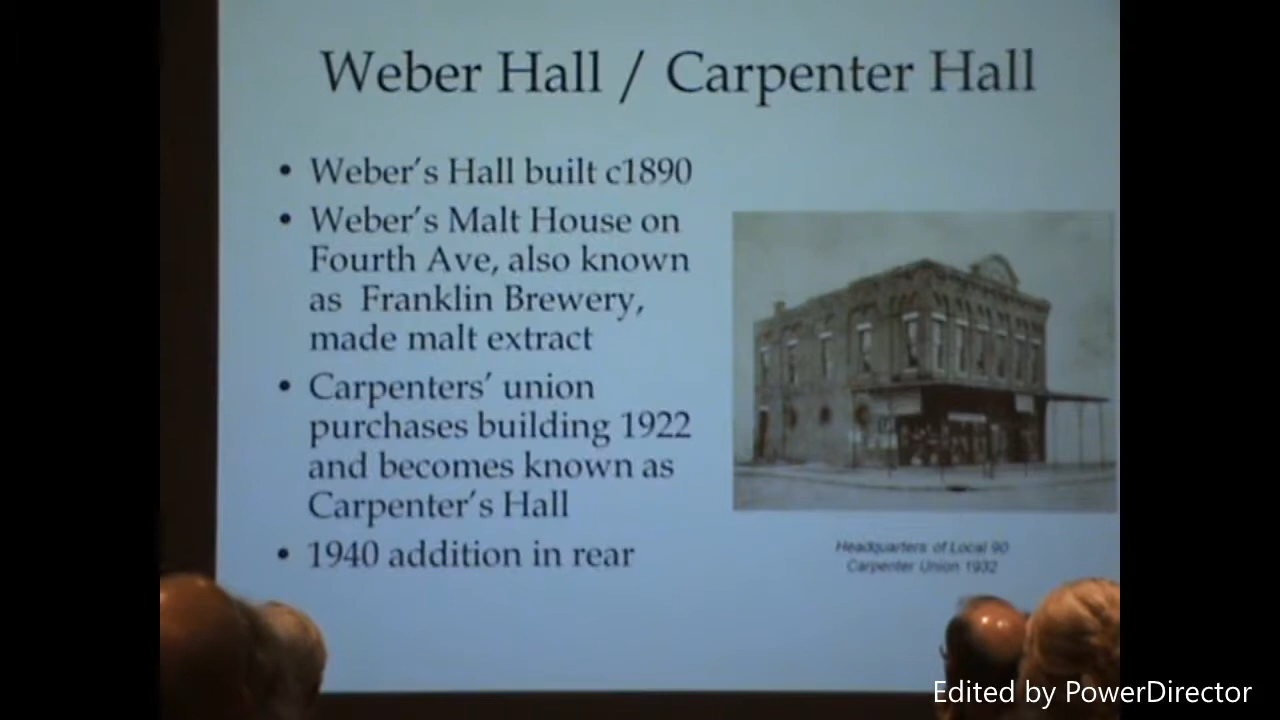 Weber Hall / Carpenter Hall
• Weber's Hall built c1890
• Weber's Malt House on
Fourth Ave, also known
as Franklin Brewery,
made malt extract
• Carpenters' union
purchases building 1922
and becomes known as
Carpenter's Hall
• 1940 addition in rear
Headquarters of Local 90
Carpenter Union 1932
Edited by PowerDirector